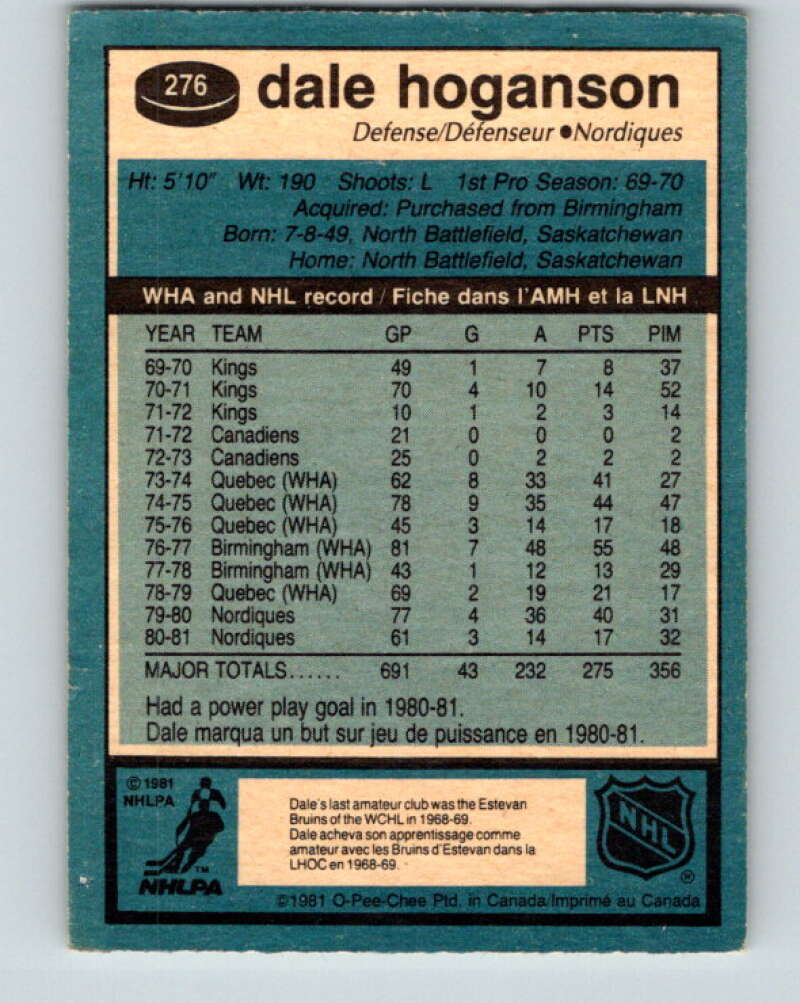 276 dale hoganson
Defense/Défenseur ●Nordiques
Ht: 5'10" Wt: 190 Shoots: L 1st Pro Season: 69-70
Acquired: Purchased from Birmingham
Born: 7-8-49, North Battlefield, Saskatchewan
Home: North Battlefield, Saskatchewan
WHA and NHL record / Fiche dans l'AMH et la LNH
YEAR TEAM GP G A PTS PIM
69-70 Kings 49 1 7 8 37
70-71 Kings 70 4 10 14 52
71-72 Kings 10 1 2 3 14
71-72 Canadiens 21 0 0 0 2
72-73 Canadiens 25 0 2 2 2
73-74 Quebec (WHA) 62 8 33 41 27
74-75 Quebec (WHA) 78 9 35 44 47
75-76 Quebec (WHA) 45 3 14 17 18
76-77 Birmingham (WHA) 81 7 48 55 48
77-78 Birmingham (WHA) 43 1 12 13 29
78-79 Quebec (WHA) 69 2 19 21 17
79-80 Nordiques 77 4 36 40 31
80-81 Nordiques 61 3 14 17 32
MAJOR TOTALS...... 691 43 232 275 356
Had a power play goal in 1980-81.
Dale marqua un but sur jeu de puissance en 1980-81.
©1981
NHLPA
TM
NHLPA
Dale's last amateur club was the Estevan
Bruins of the WCHL in 1968-69.
Dale acheva son apprentissage comme
amateur avec les Bruins d'Estevan dans la
LHOC en 1968-69.
NHL
®
©1981 O-Pee-Chee Ptd. in Canada/Imprimé au Canada